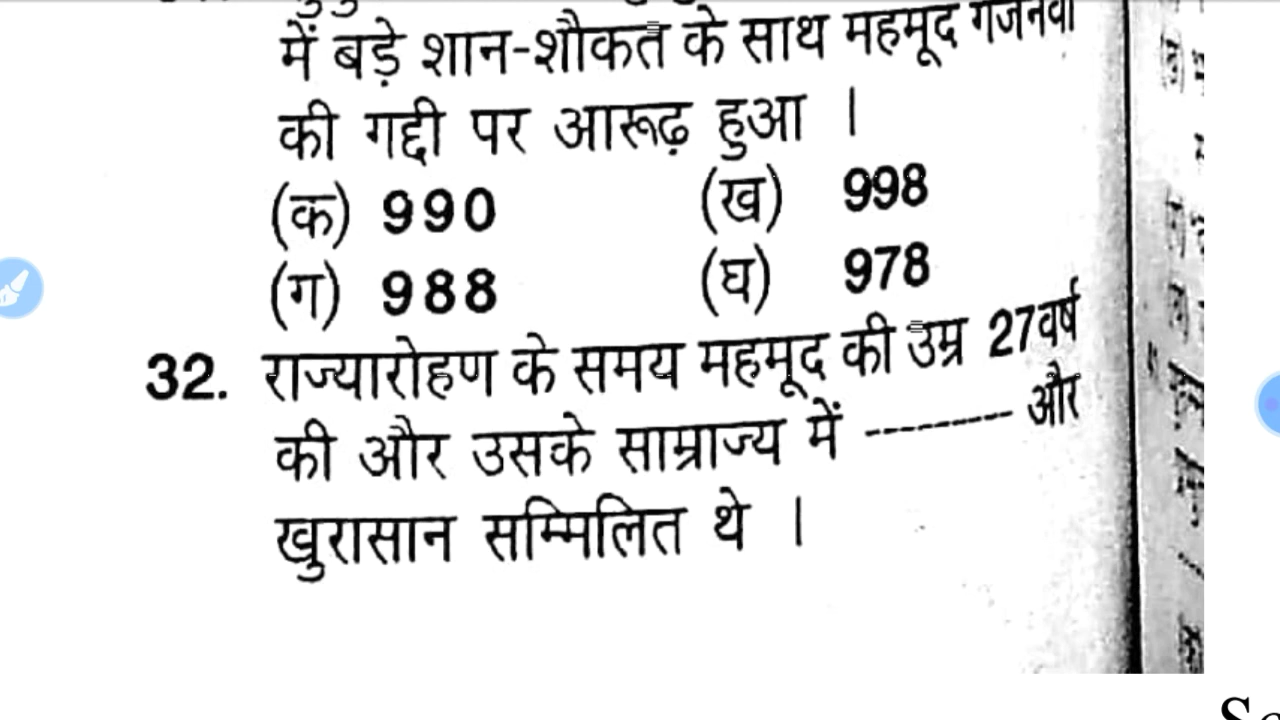 में बड़े शान-शौकत के साथ महमूद गजनवी
की गद्दी पर आरूढ़ हुआ ।
(क) 990 (ख) 998
(ग) 988 (घ) 978
32. राज्यारोहण के समय महमूद की उम्र 27वर्ष
की और उसके साम्राज्य में --------- और
खुरासान सम्मिलित थे ।